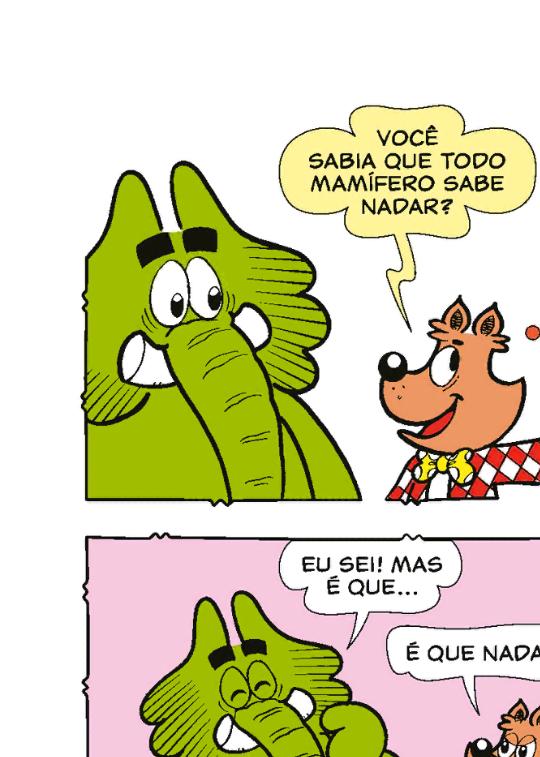 VOCÊ
SABIA QUE TODO
MAMÍFERO SABE
NADAR?
EU SEI! MAS
É QUE...
É QUE NADA